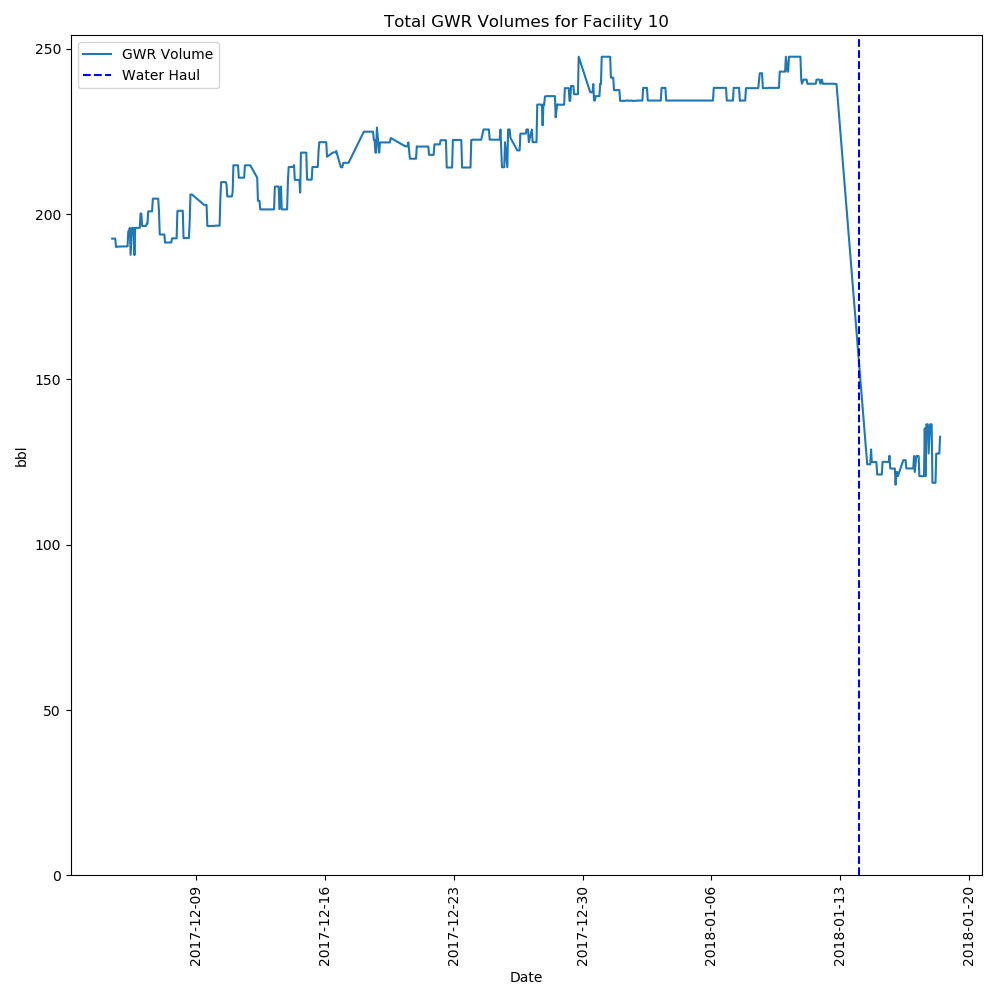 Total GWR Volumes for Facility 10
GWR Volume
Water Haul
250
200
150
100
50
0
bbl
2017-12-09
2017-12-16
2017-12-23
2017-12-30
2018-01-06
2018-01-13
2018-01-20
Date